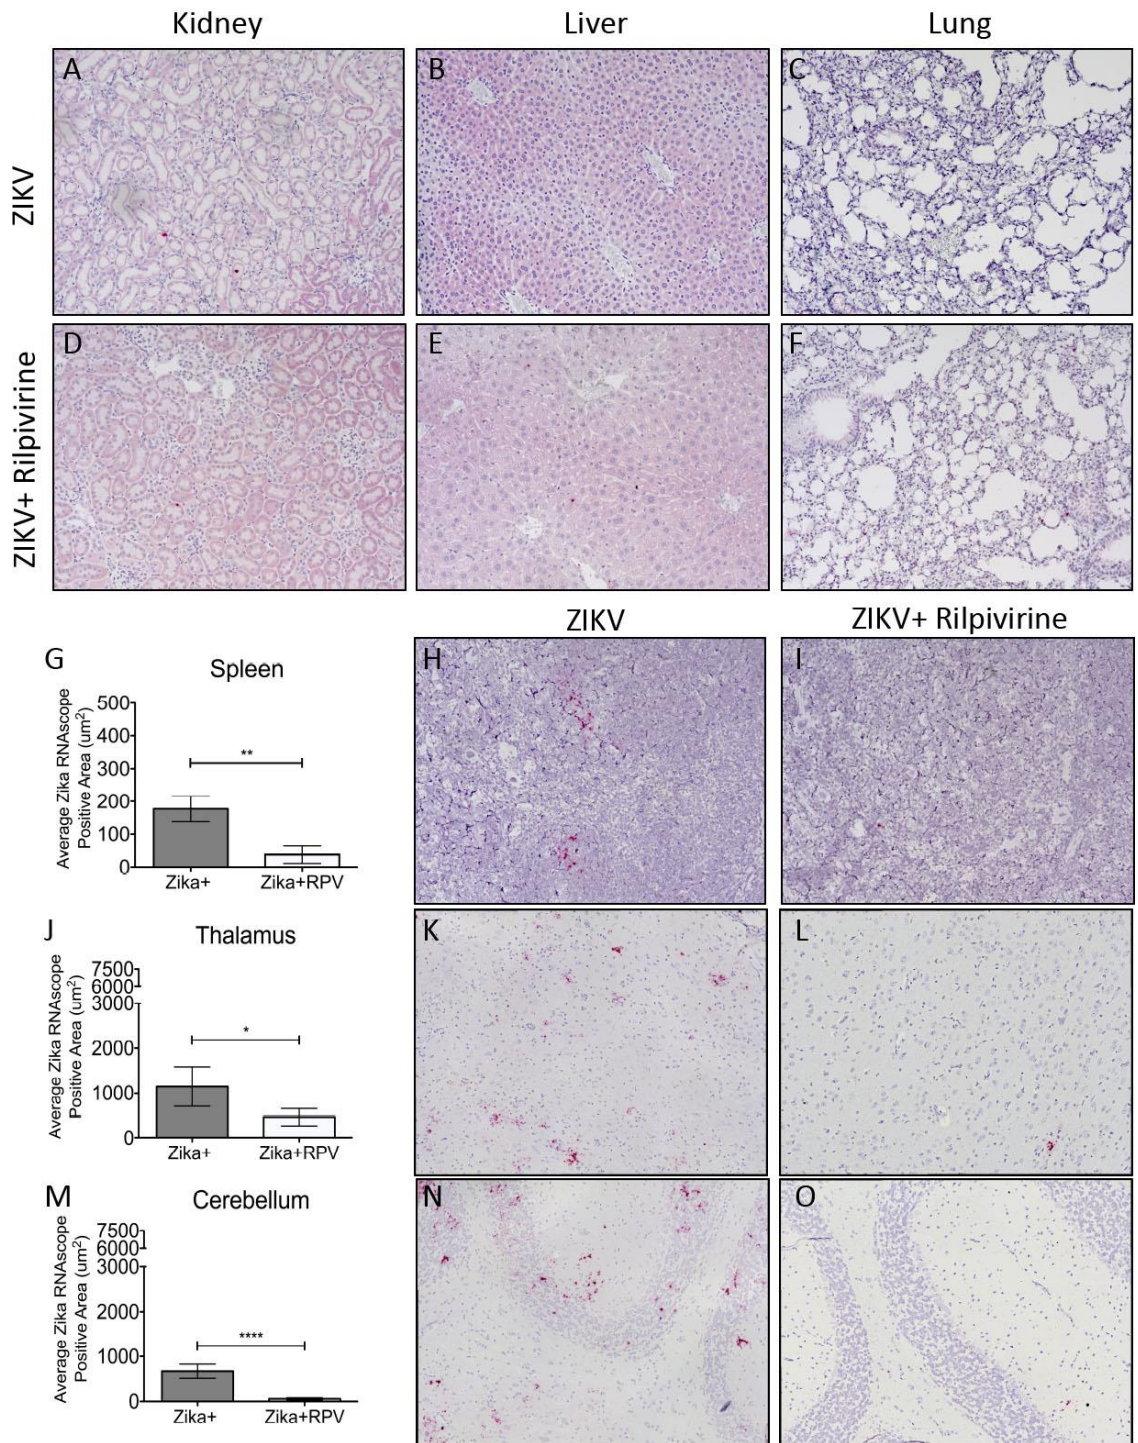 Kidney Liver Lung
ZIKV
A B C
ZIKV+ Rilpivirine
D E F
ZIKV ZIKV+ Rilpivirine
G
Spleen
Average Zika RNAscope
Positive Area (um²)
500
400
300
200
100
0
**
Zika+ Zika+RPV
H I
J
Thalamus
Average Zika RNAscope
Positive Area (um²)
7500
6000
3000
2000
1000
0
*
Zika+ Zika+RPV
K L
M
Cerebellum
Average Zika RNAscope
Positive Area (um²)
7500
6000
3000
2000
1000
0
****
Zika+ Zika+RPV
N O